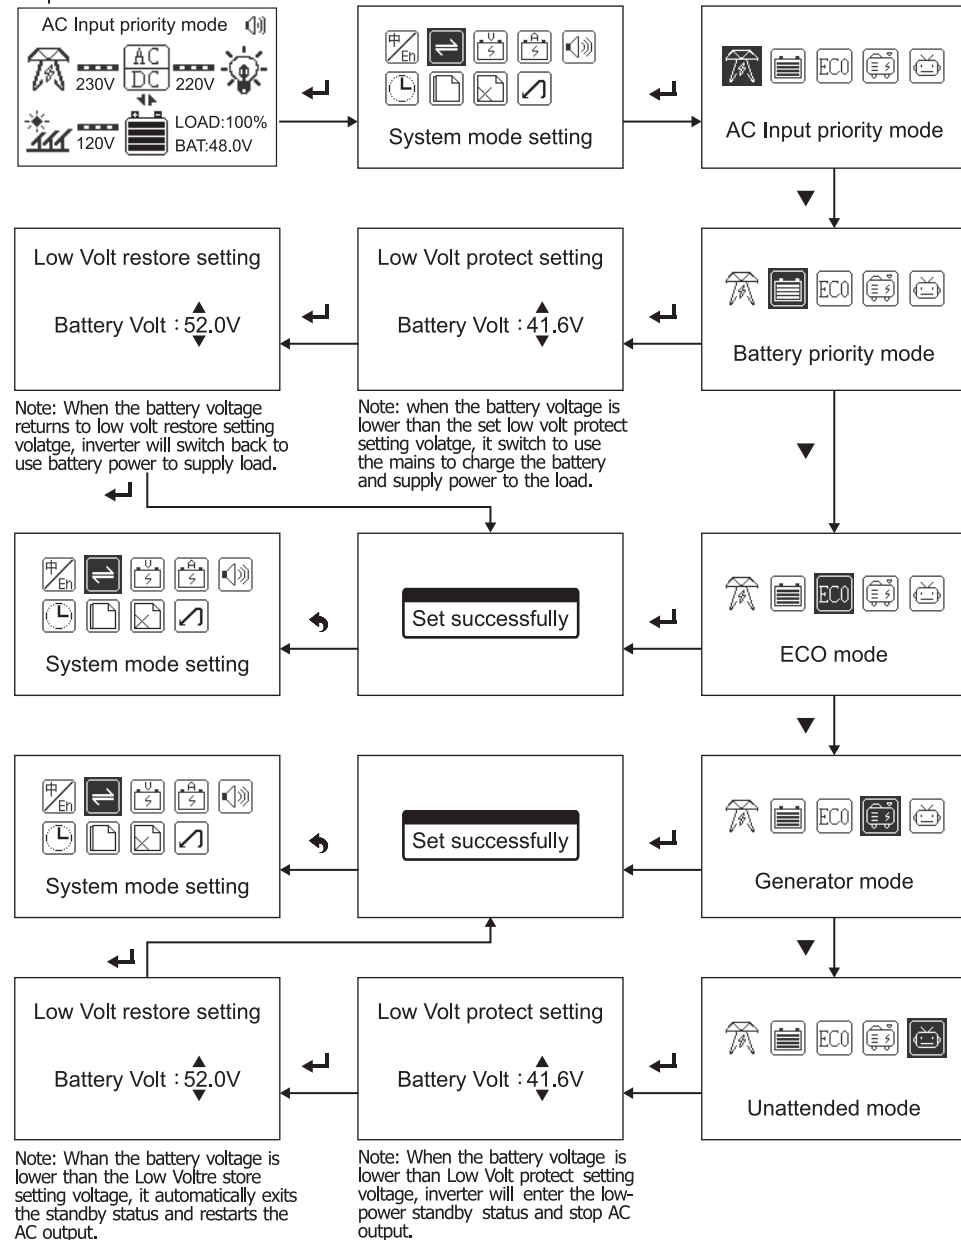 AC Input priority mode
AC
DC
230V
220V
120V
LOAD:100%
BAT:48.0V
中/En
V
A
System mode setting
ECO
AC Input priority mode
Low Volt restore setting
Battery Volt : 52.0V
Low Volt protect setting
Battery Volt : 41.6V
ECO
Battery priority mode
Note: When the battery voltage
returns to low volt restore setting
volatge, inverter will switch back to
use battery power to supply load.
Note: when the battery voltage is
lower than the set low volt protect
setting volatge, it switch to use
the mains to charge the battery
and supply power to the load.
中/En
V
A
System mode setting
Set successfully
ECO
ECO mode
中/En
V
A
System mode setting
Set successfully
ECO
Generator mode
Low Volt restore setting
Battery Volt : 52.0V
Low Volt protect setting
Battery Volt : 41.6V
ECO
Unattended mode
Note: Whan the battery voltage is
lower than the Low Voltre store
setting voltage, it automatically exits
the standby status and restarts the
AC output.
Note: When the battery voltage is
lower than Low Volt protect setting
voltage, inverter will enter the low-
power standby status and stop AC
output.